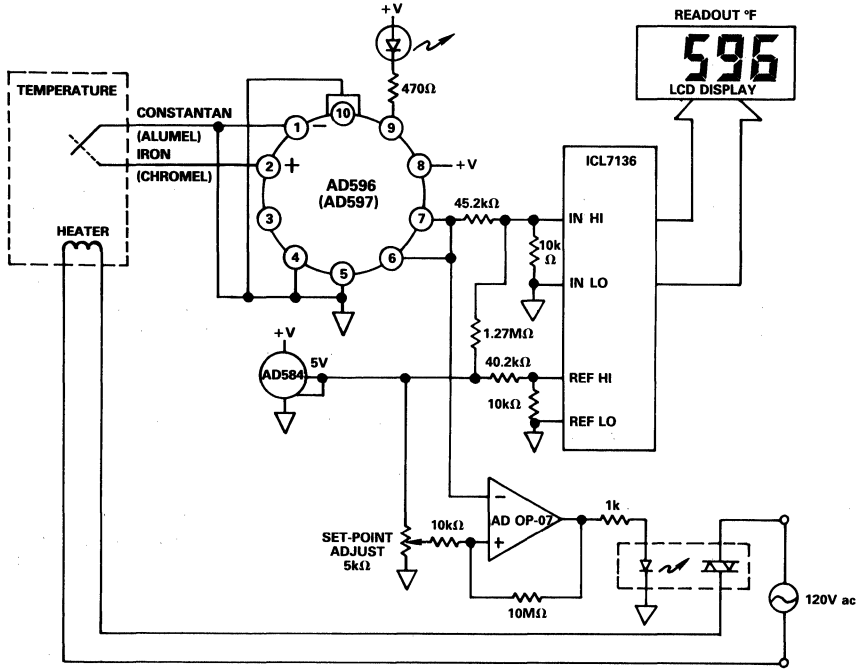 READOUT °F
596
LCD DISPLAY
+V
470Ω
TEMPERATURE
CONSTANTAN
(ALUMEL)
IRON
(CHROMEL)
HEATER
1
−
2
+
3
4
5
6
7
8
9
10
+V
AD596
(AD597)
45.2kΩ
ICL7136
IN HI
10k
Ω
IN LO
1.27MΩ
+V
5V
AD584
40.2kΩ
REF HI
10kΩ
REF LO
SET-POINT
ADJUST
5kΩ
10kΩ
−
AD OP-07
+
10MΩ
1k
120V ac